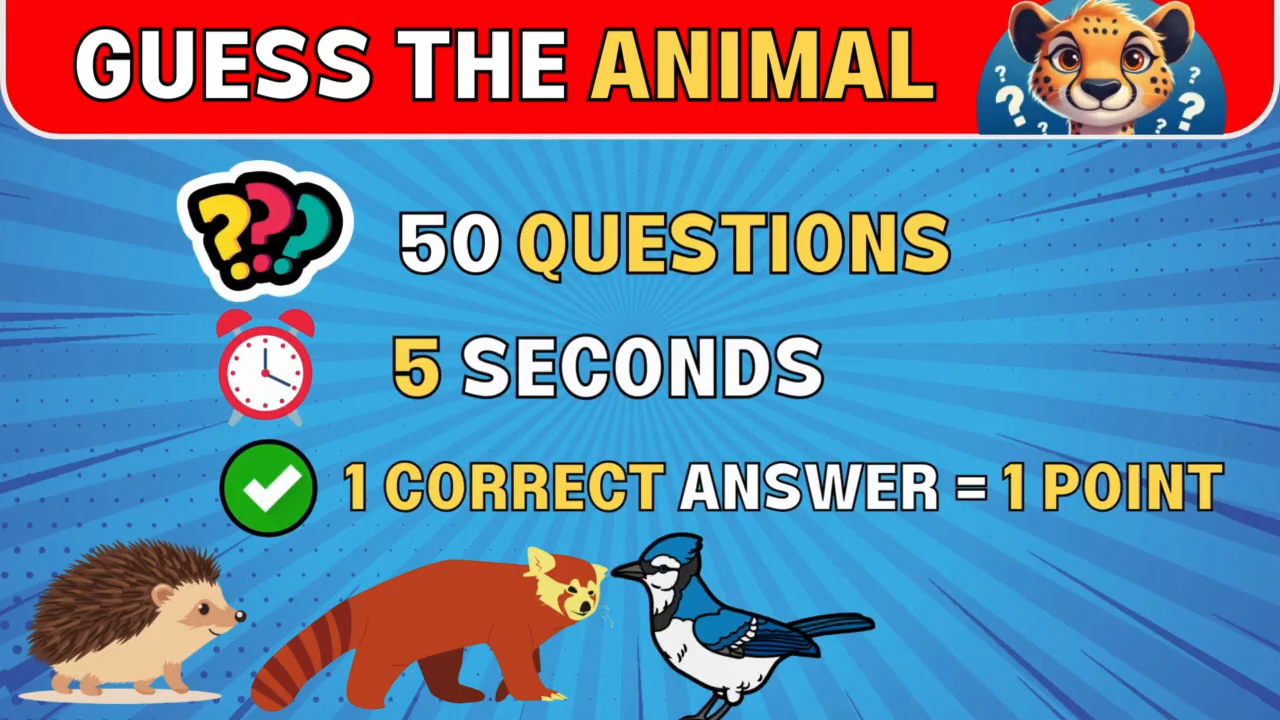 GUESS THE ANIMAL
50 QUESTIONS
5 SECONDS
1 CORRECT ANSWER = 1 POINT